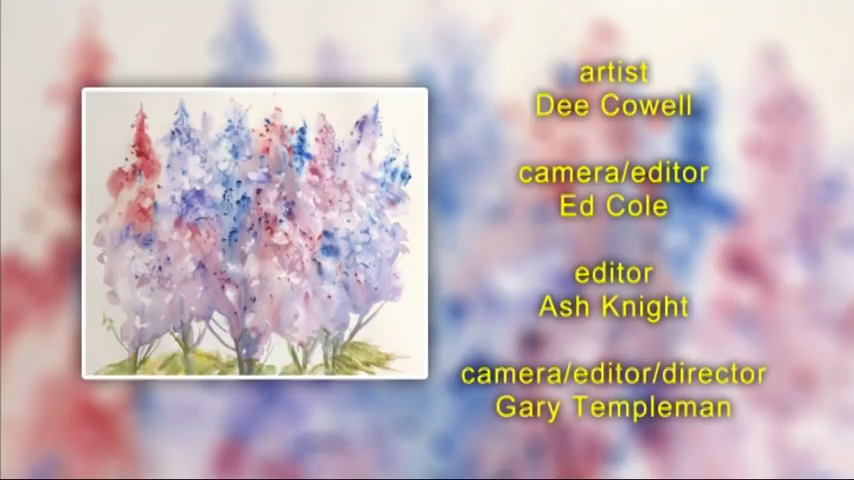 artist
Dee Cowell
camera/editor
Ed Cole
editor
Ash Knight
camera/editor/director
Gary Templeman